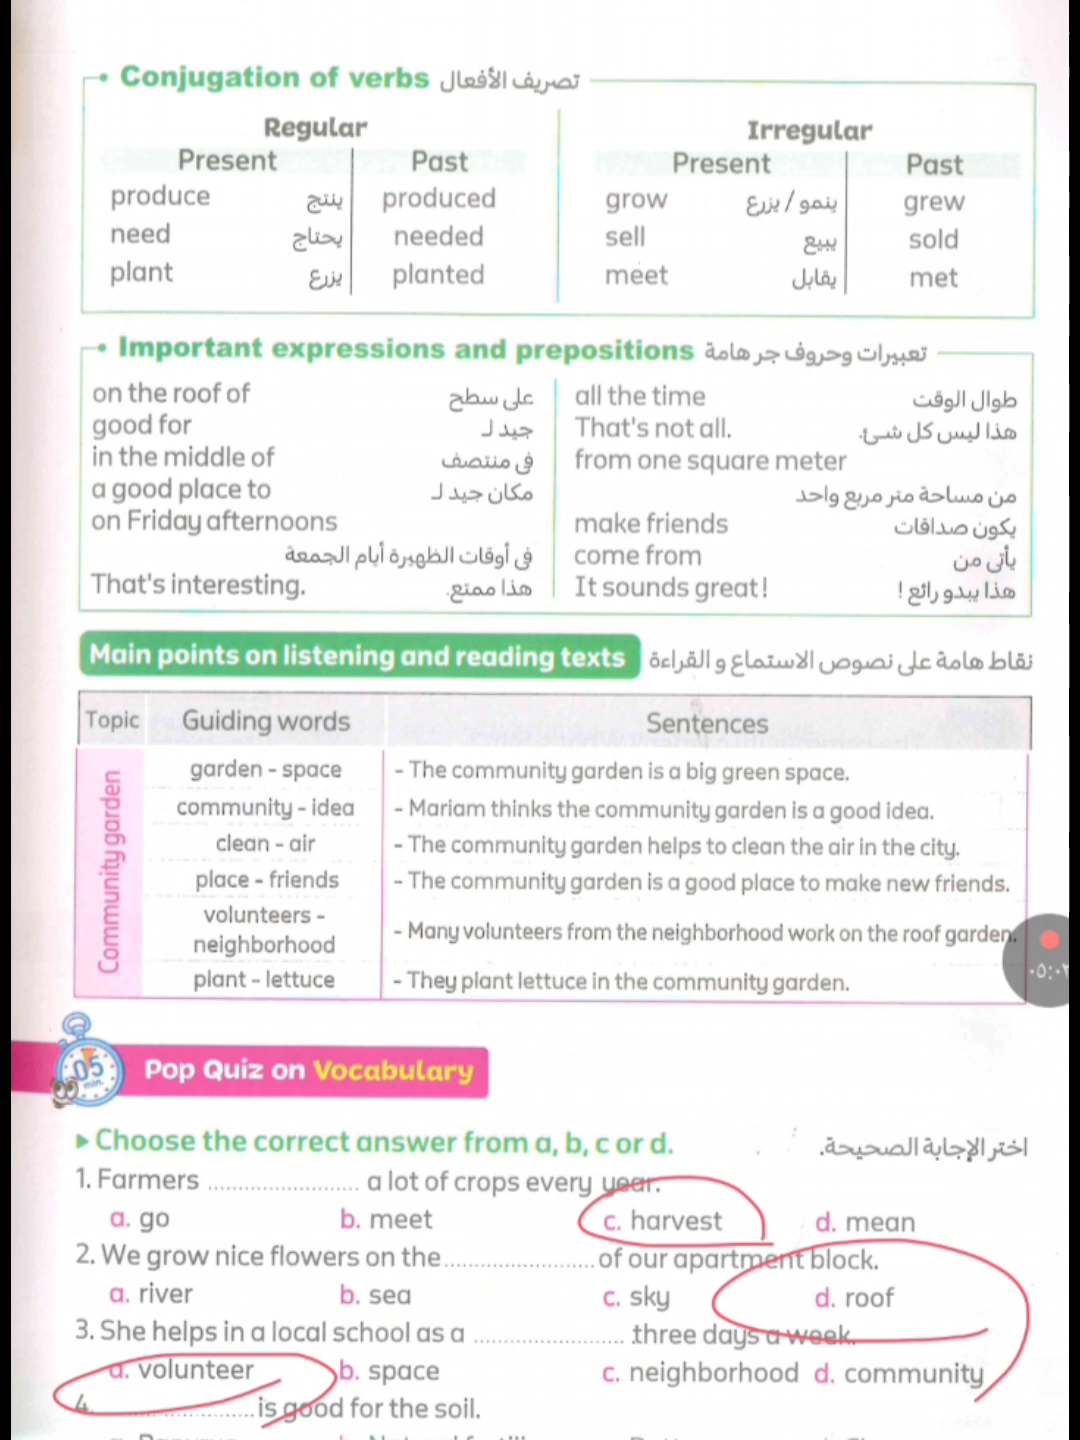 Conjugation of verbs تصريف الأفعال
Regular Irregular
Present Past Present Past
produce ينتج produced grow ينمو / يزرع grew
need يحتاج needed sell يبيع sold
plant يزرع planted meet يقابل met
Important expressions and prepositions تعبيرات وحروف جر هامة
on the roof of على سطح
good for جيد لـ
in the middle of فى منتصف
a good place to مكان جيد لـ
on Friday afternoons
فى أوقات الظهيرة أيام الجمعة
That's interesting. هذا ممتع.
all the time طوال الوقت
That's not all. هذا ليس كل شئ.
from one square meter
من مساحة متر مربع واحد
make friends يكون صداقات
come from يأتى من
It sounds great! هذا يبدو رائع !
Main points on listening and reading texts نقاط هامة على نصوص الاستماع و القراءة
Topic Guiding words Sentences
Community garden
garden - space - The community garden is a big green space.
community - idea - Mariam thinks the community garden is a good idea.
clean - air - The community garden helps to clean the air in the city.
place - friends - The community garden is a good place to make new friends.
volunteers -
neighborhood - Many volunteers from the neighborhood work on the roof garden.
plant - lettuce - They plant lettuce in the community garden.
05 min. Pop Quiz on Vocabulary
Choose the correct answer from a, b, c or d. اختر الإجابة الصحيحة.
1. Farmers .................... a lot of crops every year.
a. go b. meet c. harvest d. mean
2. We grow nice flowers on the .................... of our apartment block.
a. river b. sea c. sky d. roof
3. She helps in a local school as a .................... three days a week.
a. volunteer b. space c. neighborhood d. community
4. .................... is good for the soil.